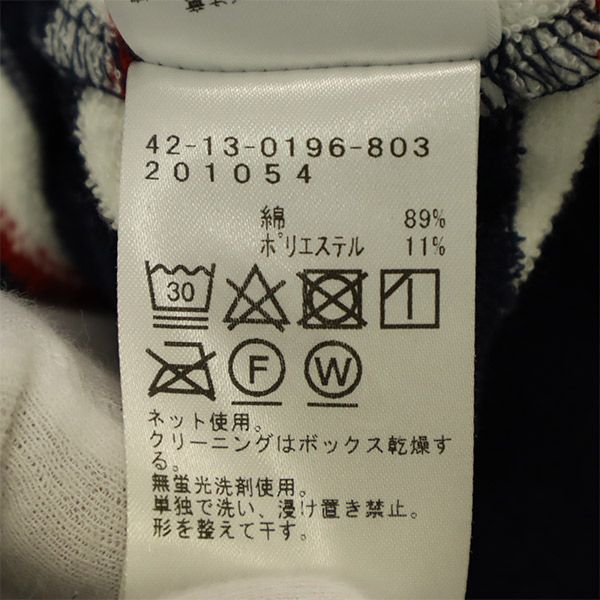 42-13-0196-803
201054
綿 89%
ポリエステル 11%
30
F W
ネット使用。
クリーニングはボックス乾燥す
る。
無蛍光洗剤使用。
単独で洗い、浸け置き禁止。
形を整えて干す。